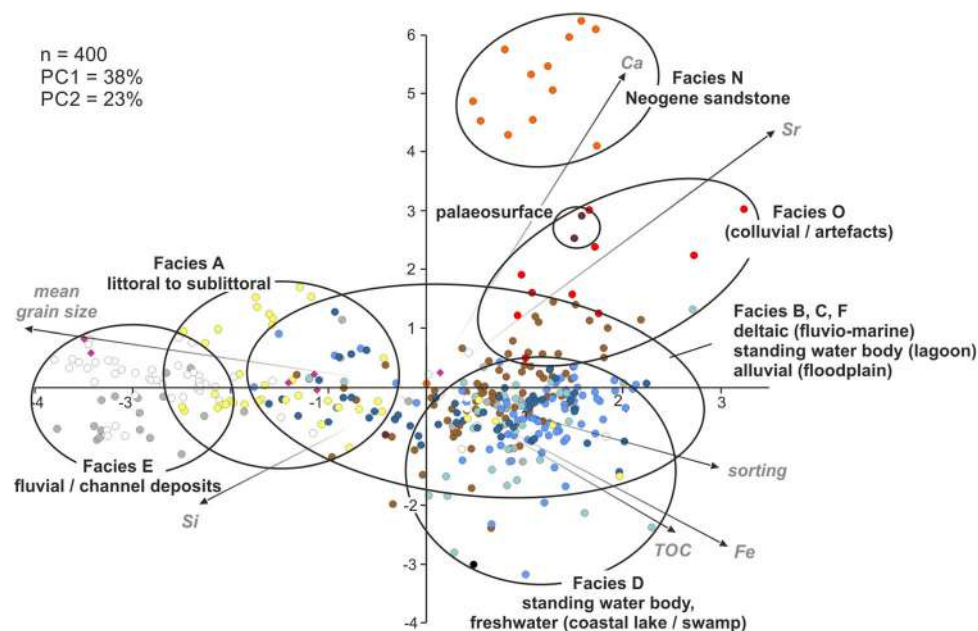 n = 400
PC1 = 38%
PC2 = 23%
6
5
4
3
2
1
-2
-3
-4
-4
-3
-1
1
2
3
Ca
Facies N
Neogene sandstone
Sr
palaeosurface
Facies O
(colluvial / artefacts)
Facies A
littoral to sublittoral
mean
grain size
Facies B, C, F
deltaic (fluvio-marine)
standing water body (lagoon)
alluvial (floodplain)
Facies E
fluvial / channel deposits
Si
sorting
TOC
Fe
Facies D
standing water body,
freshwater (coastal lake / swamp)